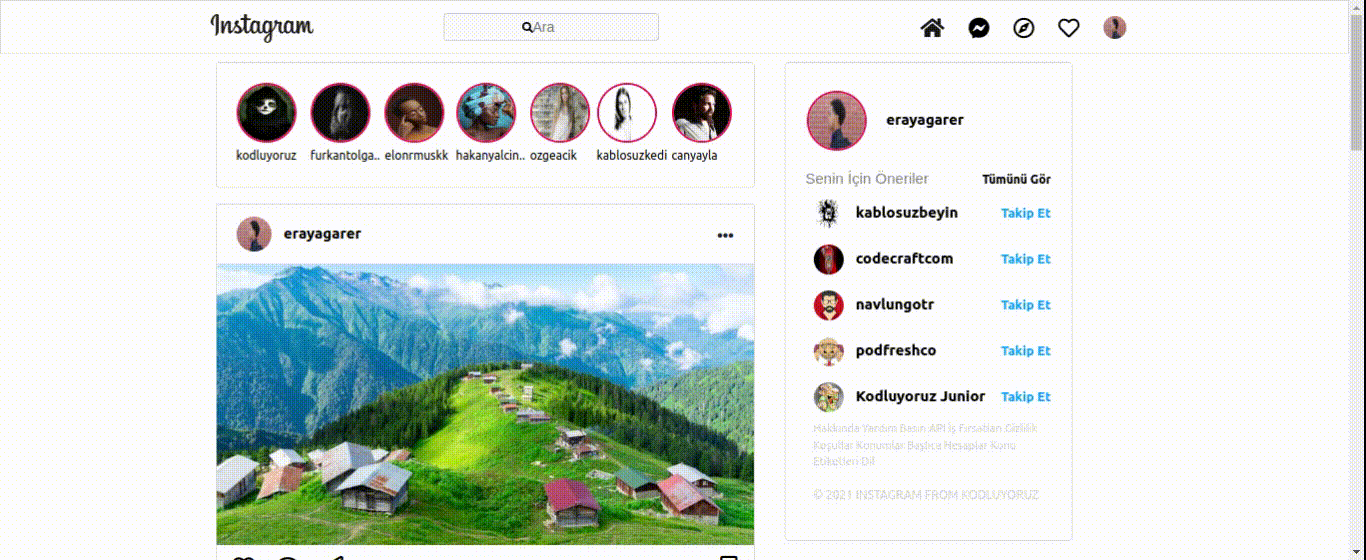 Instagram
Ara
kodluyoruz furkantolga.. elonrmuskk hakanyalcin.. ozgeacik kablosuzkedi canyayla
erayagarer
erayagarer
Senin İçin Öneriler Tümünü Gör
kablosuzbeyin Takip Et
codecraftcom Takip Et
navlungotr Takip Et
podfreshco Takip Et
Kodluyoruz Junior Takip Et
Hakkında Yardım Basın API İş Fırsatları Gizlilik
Koşullar Konumlar Başlıca Hesaplar Konu
Etiketleri Dil
© 2021 INSTAGRAM FROM KODLUYORUZ